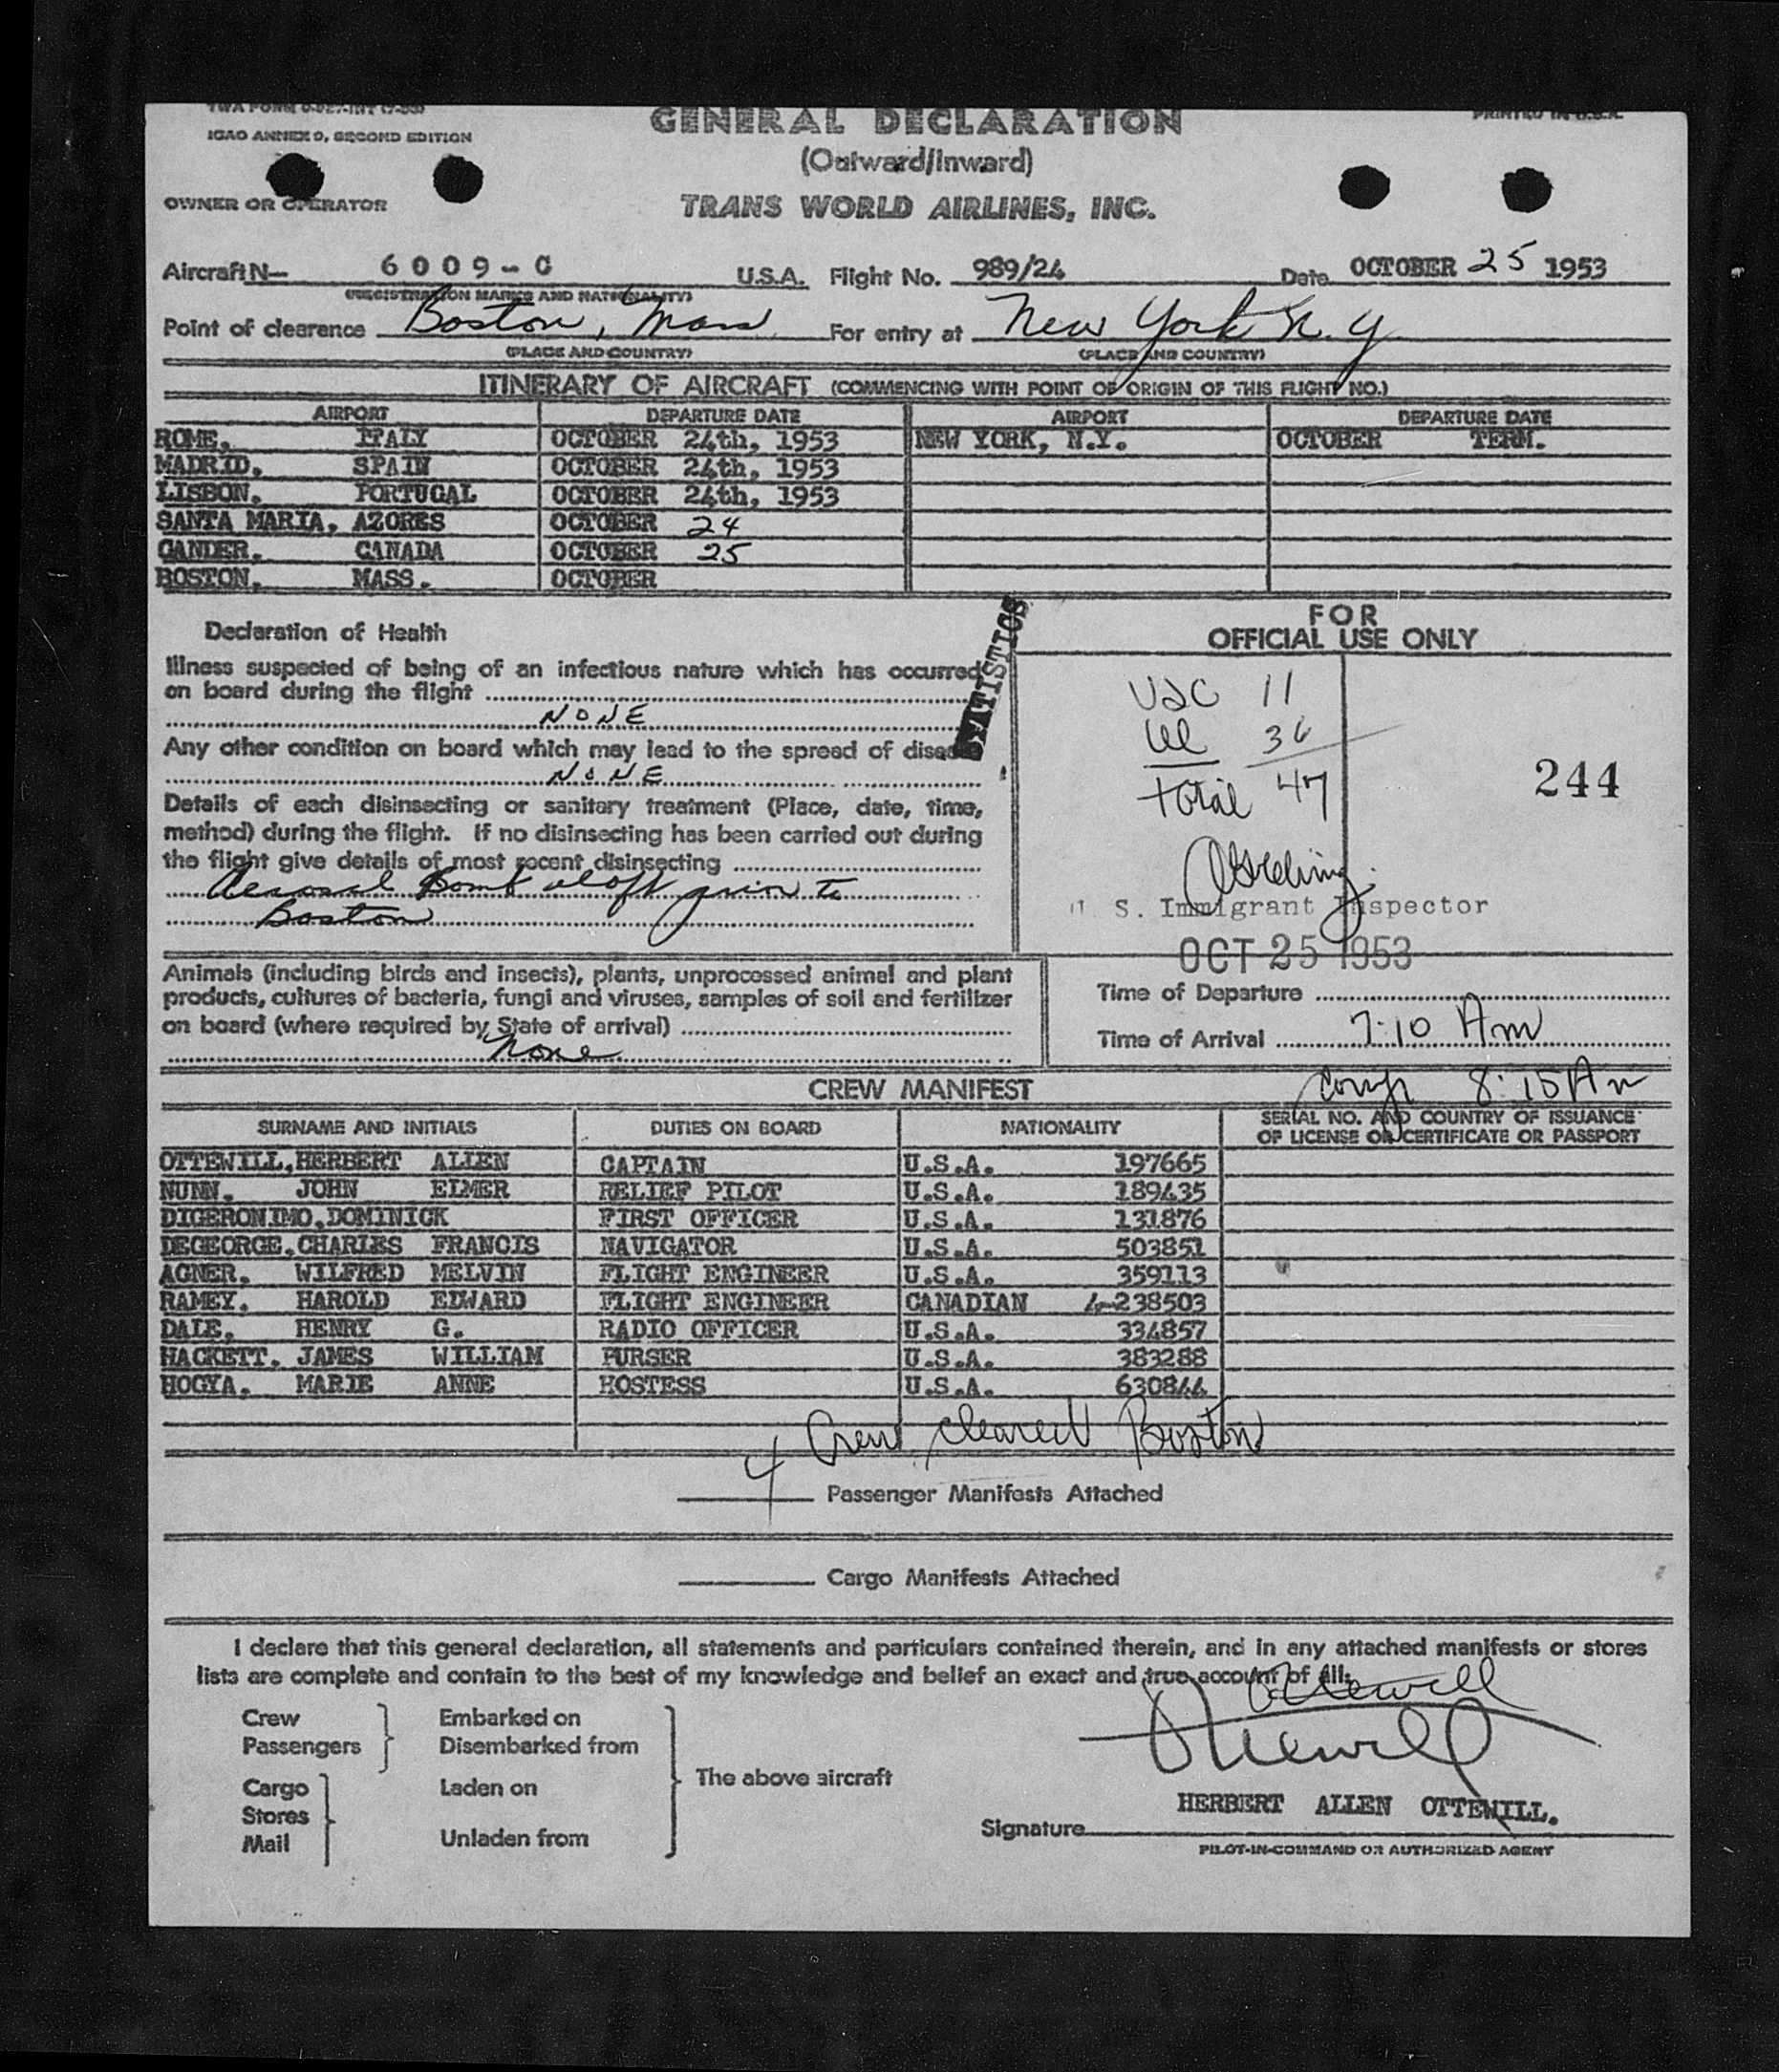 ICAO ANNEX 9, SECOND EDITION
PRINTED IN U.S.A.
GENERAL DECLARATION
(Outward/Inward)
OWNER OR OPERATOR
TRANS WORLD AIRLINES, INC.
Aircraft N— 6009-C U.S.A. Flight No. 989/24 Date OCTOBER 25 1953
(REGISTRATION MARKS AND NATIONALITY)
Point of clearance Boston, Mass For entry at New York N.Y.
(PLACE AND COUNTRY) (PLACE AND COUNTRY)
ITINERARY OF AIRCRAFT (COMMENCING WITH POINT OF ORIGIN OF THIS FLIGHT NO.)
AIRPORT DEPARTURE DATE AIRPORT DEPARTURE DATE
ROME, ITALY OCTOBER 24th, 1953 NEW YORK, N.Y. OCTOBER TERM.
MADRID, SPAIN OCTOBER 24th, 1953
LISBON, PORTUGAL OCTOBER 24th, 1953
SANTA MARIA, AZORES OCTOBER 24
GANDER, CANADA OCTOBER 25
BOSTON, MASS. OCTOBER
STATISTICS
FOR
OFFICIAL USE ONLY
Declaration of Health
Illness suspected of being of an infectious nature which has occurred
on board during the flight
NONE
Any other condition on board which may lead to the spread of disease
NONE
Details of each disinsecting or sanitary treatment (Place, date, time,
method) during the flight. If no disinsecting has been carried out during
the flight give details of most recent disinsecting
Aerosol Bomb aloft prior to
Boston
USC 11
36
Total 47
244
U. S. Immigrant Inspector
OCT 25 1953
Animals (including birds and insects), plants, unprocessed animal and plant
products, cultures of bacteria, fungi and viruses, samples of soil and fertilizer
on board (where required by State of arrival)
none
Time of Departure
Time of Arrival 7:10 Am
Comp 8:15 Am
CREW MANIFEST
SURNAME AND INITIALS DUTIES ON BOARD NATIONALITY SERIAL NO. AND COUNTRY OF ISSUANCE OF LICENSE OR CERTIFICATE OR PASSPORT
OTTEWILL, HERBERT ALLEN CAPTAIN U.S.A. 197665
NUNN, JOHN ELMER RELIEF PILOT U.S.A. 189435
DIGERONIMO, DOMINICK FIRST OFFICER U.S.A. 131876
DEGEORGE, CHARLES FRANCIS NAVIGATOR U.S.A. 503851
AGNER, WILFRED MELVIN FLIGHT ENGINEER U.S.A. 359113
RAMEY, HAROLD EDWARD FLIGHT ENGINEER CANADIAN 4-238503
DALE, HENRY G. RADIO OFFICER U.S.A. 334857
HACKETT, JAMES WILLIAM PURSER U.S.A. 383288
HOGYA, MARIE ANNE HOSTESS U.S.A. 630844
Crew cleared Boston
4 Passenger Manifests Attached
Cargo Manifests Attached
I declare that this general declaration, all statements and particulars contained therein, and in any attached manifests or stores
lists are complete and contain to the best of my knowledge and belief an exact and true account of all:
Ottewill
Ottewill
Crew
Passengers
Embarked on
Disembarked from
Cargo
Stores
Mail
Laden on
Unladen from
The above aircraft
HERBERT ALLEN OTTEWILL.
Signature
PILOT-IN-COMMAND OR AUTHORIZED AGENT